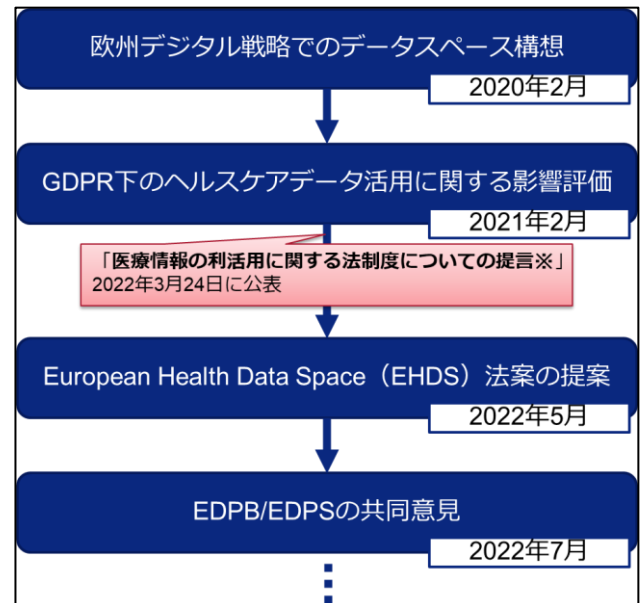 欧州デジタル戦略でのデータスペース構想
2020年2月
GDPR下のヘルスケアデータ活用に関する影響評価
2021年2月
「医療情報の利活用に関する法制度についての提言※」
2022年3月24日に公表
European Health Data Space（EHDS）法案の提案
2022年5月
EDPB/EDPSの共同意見
2022年7月